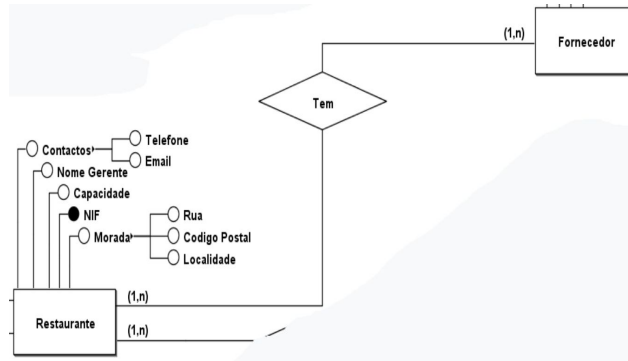 (1,n)
Fornecedor
Tem
Contactos
Telefone
Email
Nome Gerente
Capacidade
NIF
Morada
Rua
Codigo Postal
Localidade
(1,n)
Restaurante
(1,n)